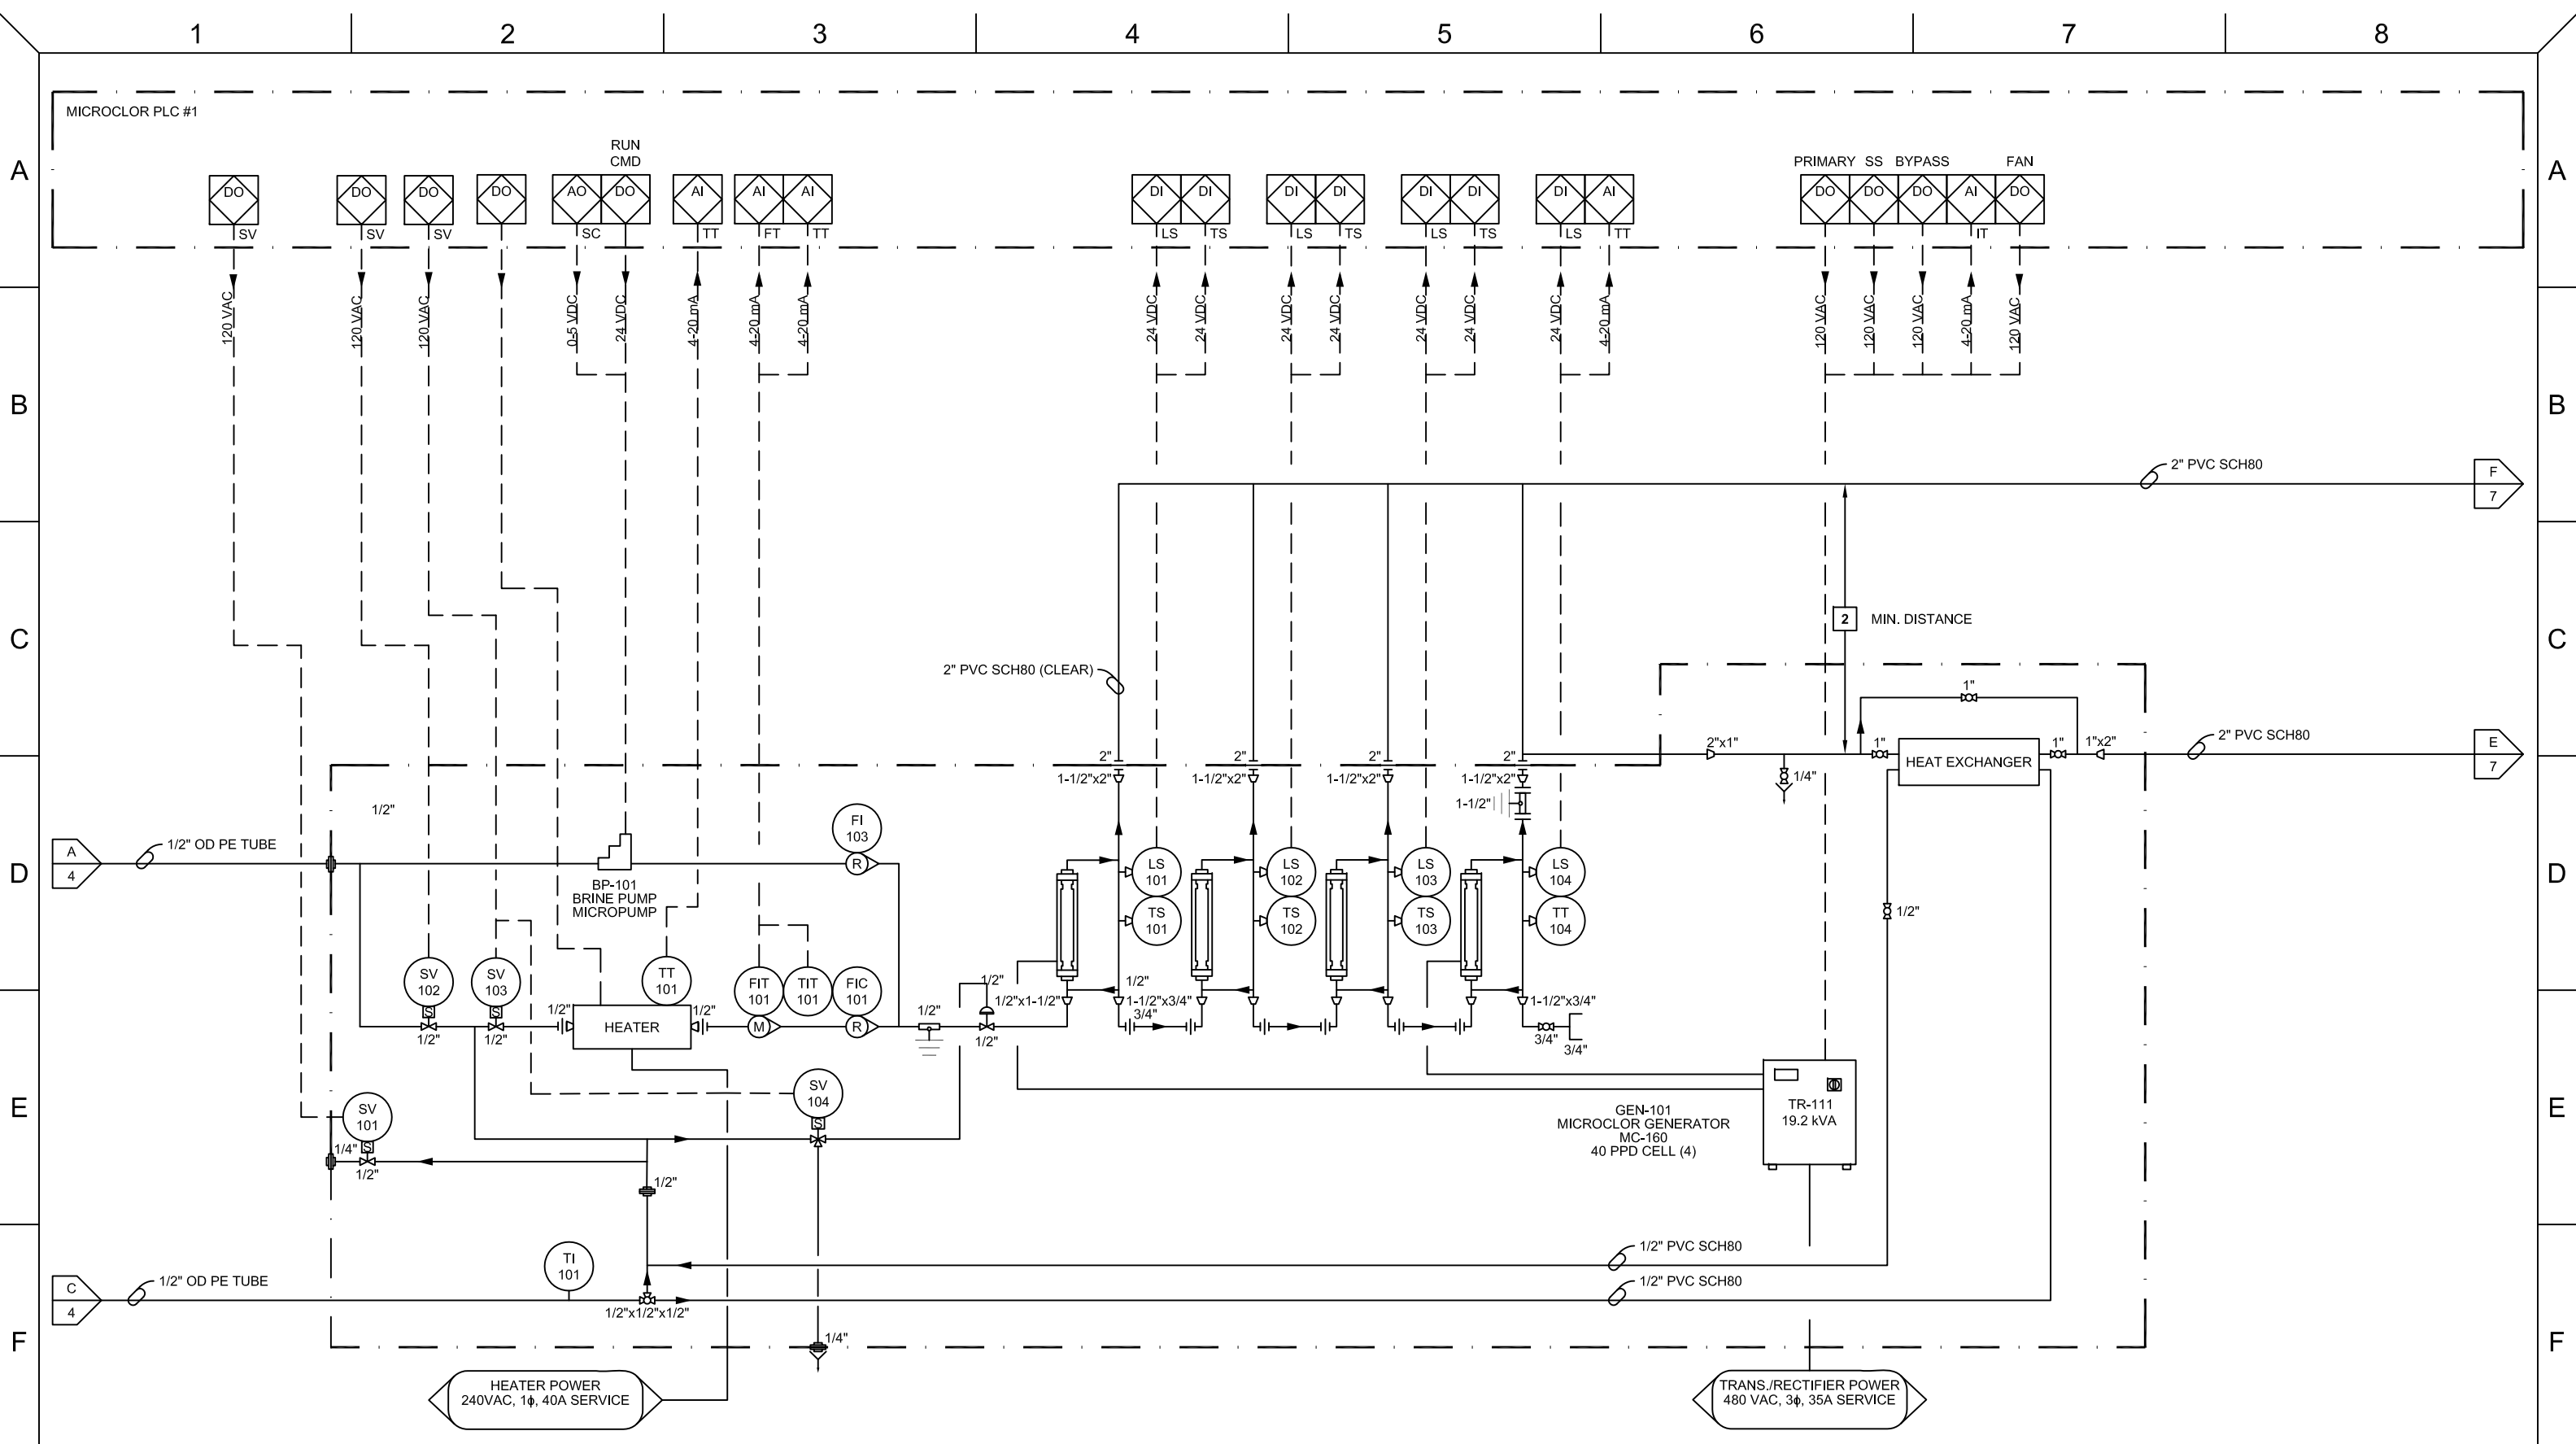 1 2 3 4 5 6 7 8
MICROCLOR PLC #1
RUN
CMD
PRIMARY SS BYPASS FAN
A A
DO DO DO DO AO DO AI AI AI DI DI DI DI DI DI DI AI DO DO DO AI DO
SV SV SV SC TT FT TT LS TS LS TS LS TS LS TT IT
120 VAC 120 VAC 120 VAC 0-5 VDC 24 VDC 4-20 mA 4-20 mA 4-20 mA 24 VDC 24 VDC 24 VDC 24 VDC 24 VDC 24 VDC 24 VDC 4-20 mA 120 VAC 120 VAC 120 VAC 4-20 mA 120 VAC
B B
2" PVC SCH80
F
7
2 MIN. DISTANCE
C C
2" PVC SCH80 (CLEAR)
1"
2" PVC SCH80
2" 2" 2" 2" 2"x1" 1" 1" 1"x2"
E
7
HEAT EXCHANGER
1-1/2"x2" 1-1/2"x2" 1-1/2"x2" 1-1/2"x2" 1/4"
1/2" 1-1/2"
FI
103
1/2" OD PE TUBE
A
4
R
D D
LS
101
LS
102
LS
103
LS
104
BP-101
BRINE PUMP
MICROPUMP
TS
101
TS
102
TS
103
TT
104
1/2"
SV
102
SV
103
TT
101
FIT
101
TIT
101
FIC
101
1/2" 1/2"
1/2" 1/2" 1/2" 1/2"x1-1/2" 1-1/2"x3/4" 1-1/2"x3/4"
3/4"
S S
HEATER
M R
1/2" 1/2" 1/2" 3/4"
3/4"
SV
104
S
E E
SV
101
S
1/4"
1/2"
TR-111
19.2 kVA
GEN-101
MICROCLOR GENERATOR
MC-160
40 PPD CELL (4)
1/2"
1/2" PVC SCH80
TI
101
1/2" OD PE TUBE
C
4
1/2" PVC SCH80
1/2"x1/2"x1/2"
1/4"
F F
HEATER POWER
240VAC, 1ϕ, 40A SERVICE
TRANS./RECTIFIER POWER
480 VAC, 3ϕ, 35A SERVICE